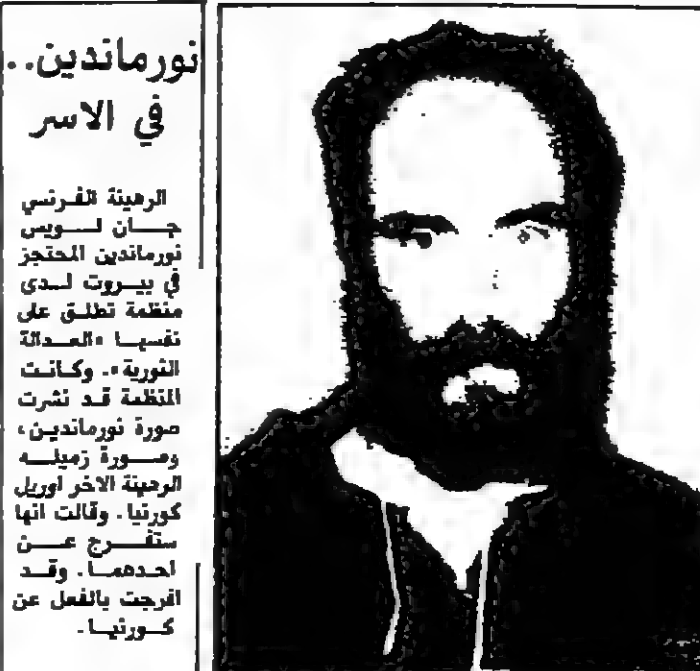 نورماندين..
في الاسر
الرهينة الفرنسي
جان لويس
نورماندين المحتجز
في بيروت لدى
منظمة تطلق على
نفسها «العدالة
الثورية». وكانت
المنظمة قد نشرت
صورة نورماندين،
وصورة زميله
الرهينة الاخر اوريل
كورنيا. وقالت انها
ستفرج عن
احدهما. وقد
افرجت بالفعل عن
كورنيا.